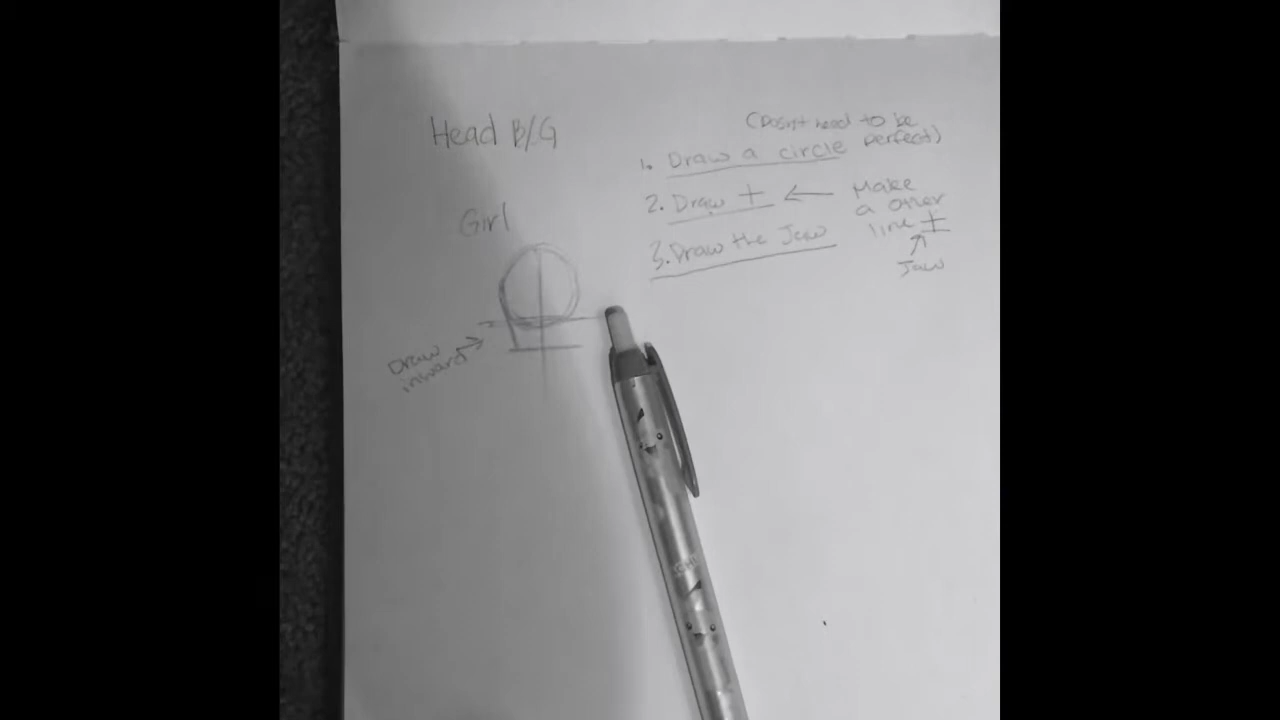 Head B/G
(Dosn't need to be
perfect)
1. Draw a circle
2. Draw + ← Make
a other
line ±
Jaw
3. Draw the Jaw
Girl
Draw
inward